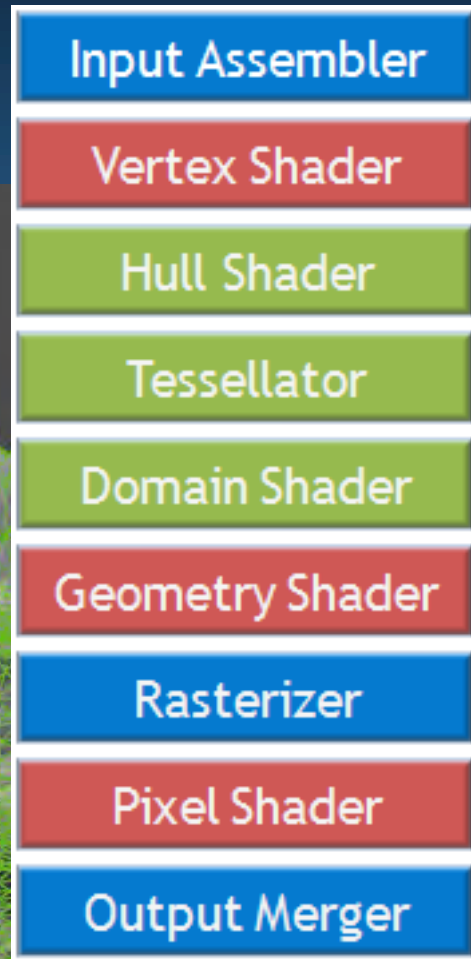 Input Assembler
Vertex Shader
Hull Shader
Tessellator
Domain Shader
Geometry Shader
Rasterizer
Pixel Shader
Output Merger